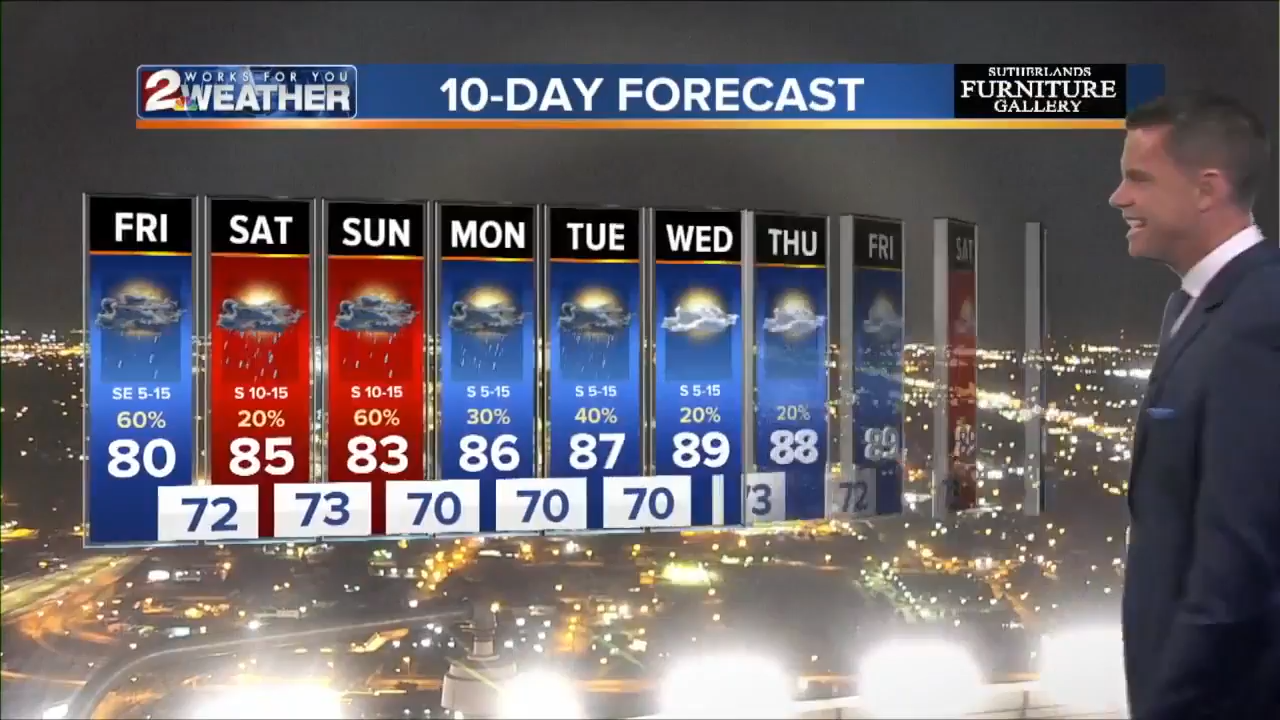 2 WORKS FOR YOU
WEATHER
10-DAY FORECAST
SUTHERLANDS
FURNITURE
GALLERY
FRI
SE 5-15
60%
80
72
SAT
S 10-15
20%
85
73
SUN
S 10-15
60%
83
70
MON
S 5-15
30%
86
70
TUE
S 5-15
40%
87
70
WED
S 5-15
20%
89
73
THU
20%
88
72
FRI
89
SAT